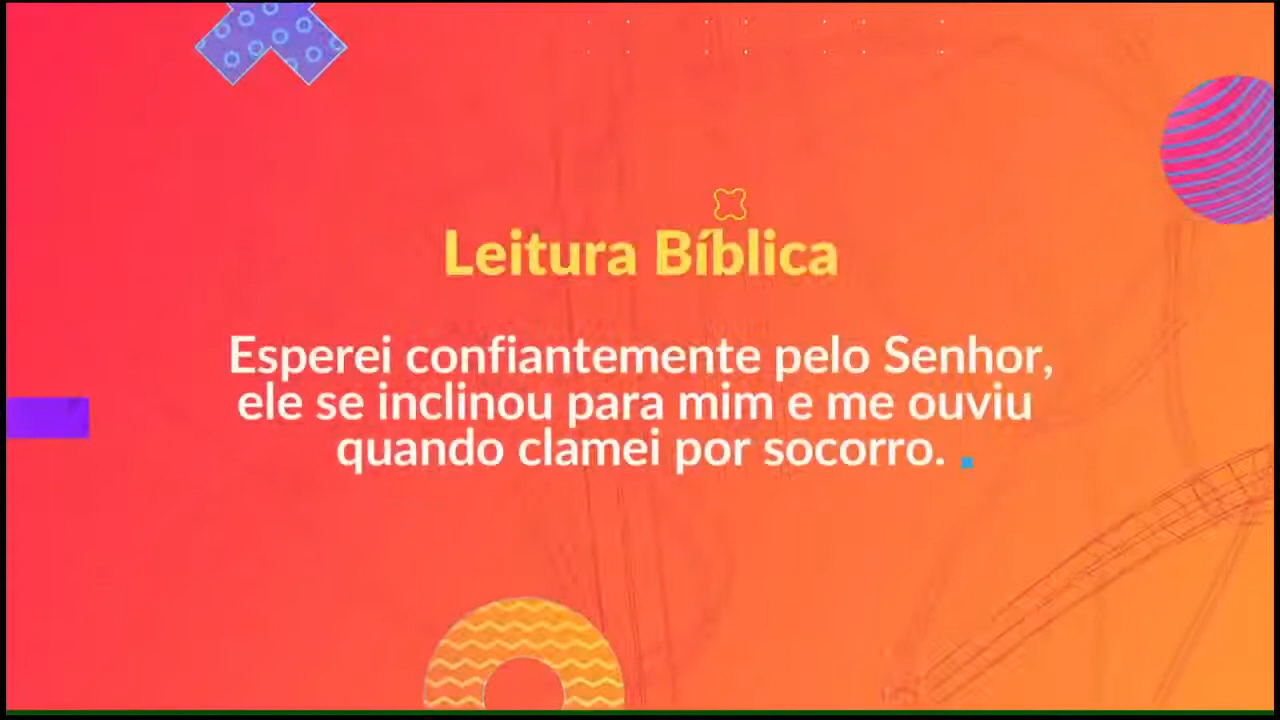 Leitura Bíblica
Esperei confiantemente pelo Senhor,
ele se inclinou para mim e me ouviu
quando clamei por socorro.